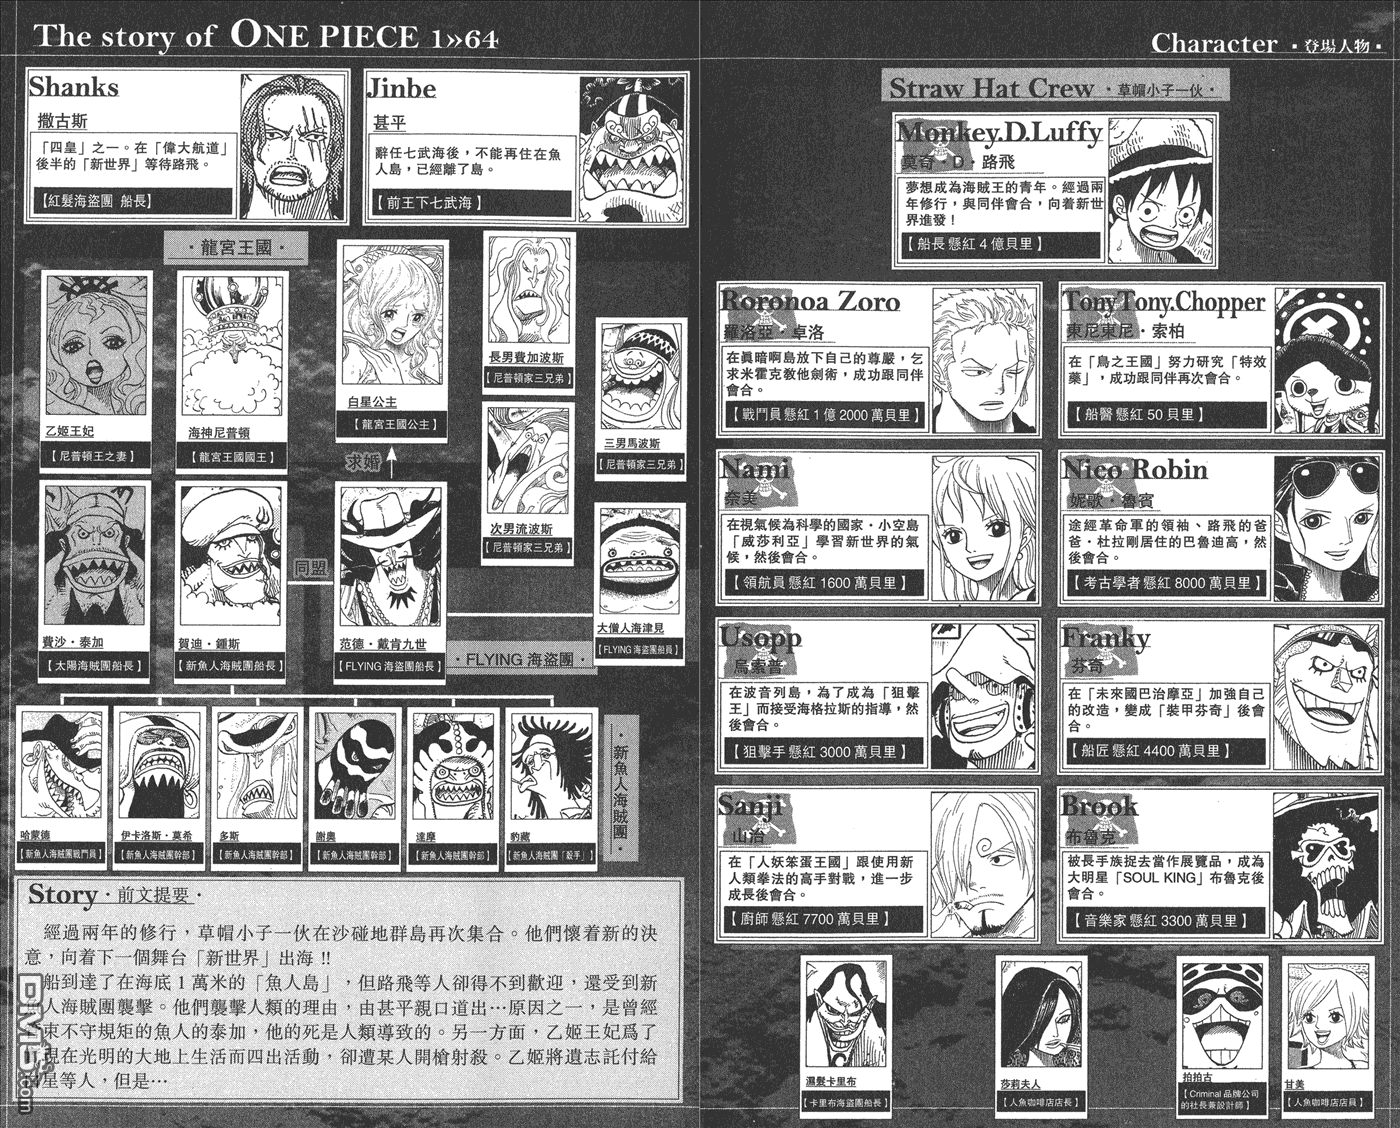 The story of ONE PIECE 1»64
Shanks
撒古斯
「四皇」之一。在「偉大航道」
後半的「新世界」等待路飛。
【紅髮海盜團 船長】
Jinbe
甚平
辭任七武海後，不能再住在魚
人島，已經離了島。
【前王下七武海】
·龍宮王國·
乙姬王妃
【尼普頓王之妻】
海神尼普頓
【龍宮王國國王】
白星公主
【龍宮王國公主】
長男費加波斯
【尼普頓家三兄弟】
三男馬波斯
【尼普頓家三兄弟】
次男流波斯
【尼普頓家三兄弟】
求婚
同盟
費沙·泰加
【太陽海賊團船長】
賀迪·鍾斯
【新魚人海賊團船長】
范德·戴肯九世
【FLYING 海盜團船長】
大僧人海津見
【FLYING 海盜團船員】
·FLYING 海盜團·
哈蒙德
【新魚人海賊團戰鬥員】
伊卡洛斯·莫希
【新魚人海賊團幹部】
多斯
【新魚人海賊團幹部】
謝奧
【新魚人海賊團幹部】
達摩
【新魚人海賊團幹部】
豹藏
【新魚人海賊團「殺手」】
·新魚人海賊團·
Story ·前文提要·
經過兩年的修行，草帽小子一伙在沙碰地群島再次集合。他們懷着新的決
意，向着下一個舞台「新世界」出海 !!
船到達了在海底 1 萬米的「魚人島」，但路飛等人卻得不到歡迎，還受到新
人海賊團襲擊。他們襲擊人類的理由，由甚平親口道出…原因之一，是曾經
束不守規矩的魚人的泰加，他的死是人類導致的。另一方面，乙姬王妃爲了
現在光明的大地上生活而四出活動，卻遭某人開槍射殺。乙姬將遺志託付給
星等人，但是…
DM5.com
Character ·登場人物·
Straw Hat Crew ·草帽小子一伙·
Monkey.D.Luffy
莫奇·D·路飛
夢想成為海賊王的青年。經過兩
年修行，與同伴會合，向着新世
界進發！
【船長 懸紅 4 億貝里】
Roronoa Zoro
羅洛亞·卓洛
在眞暗啊島放下自己的尊嚴，乞
求米霍克教他劍術，成功跟同伴
會合。
【戰鬥員 懸紅 1 億 2000 萬貝里】
TonyTony.Chopper
東尼東尼·索柏
在「鳥之王國」努力研究「特效
藥」，成功跟同伴再次會合。
【船醫 懸紅 50 貝里】
Nami
奈美
在視氣候為科學的國家·小空島
「威莎利亞」學習新世界的氣
候，然後會合。
【領航員 懸紅 1600 萬貝里】
Nico Robin
妮歌·魯賓
途經革命軍的領袖、路飛的爸
爸·杜拉剛居住的巴魯迪高，然
後會合。
【考古學者 懸紅 8000 萬貝里】
Usopp
烏索普
在波音列島，為了成為「狙擊
王」而接受海格拉斯的指導，然
後會合。
【狙擊手 懸紅 3000 萬貝里】
Franky
芬奇
在「未來國巴治摩亞」加強自己
的改造，變成「裝甲芬奇」後會
合。
【船匠 懸紅 4400 萬貝里】
Sanji
山治
在「人妖笨蛋王國」跟使用新
人類拳法的高手對戰，進一步
成長後會合。
【廚師 懸紅 7700 萬貝里】
Brook
布魯克
被長手族捉去當作展覽品，成為
大明星「SOUL KING」布魯克後
會合。
【音樂家 懸紅 3300 萬貝里】
濕髮卡里布
【卡里布海盜團船長】
莎莉夫人
【人魚咖啡店店長】
拍拍古
【Criminal 品牌公司
的社長兼設計師】
甘美
【人魚咖啡店店員】